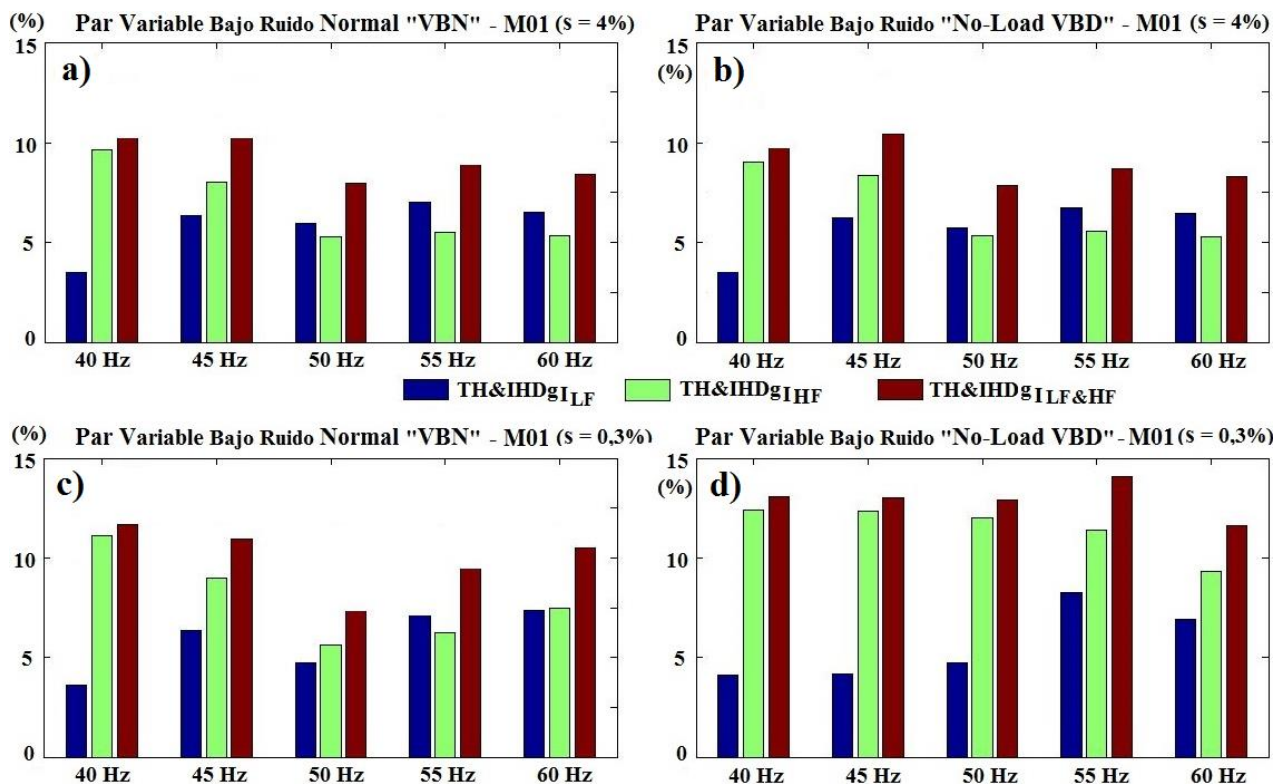 (%) Par Variable Bajo Ruido Normal "VBN" - M01 (s = 4%)
Par Variable Bajo Ruido "No-Load VBD" - M01 (s = 4%)
15
a)
10
5
0
40 Hz 45 Hz 50 Hz 55 Hz 60 Hz
15
(%)
b)
10
5
0
40 Hz 45 Hz 50 Hz 55 Hz 60 Hz
TH&IHDgILF TH&IHDgIHF TH&IHDgILF&HF
(%) Par Variable Bajo Ruido Normal "VBN" - M01 (s = 0,3%)
Par Variable Bajo Ruido "No-Load VBD" - M01 (s = 0,3%)
15
c)
10
5
0
40 Hz 45 Hz 50 Hz 55 Hz 60 Hz
15
(%)
d)
10
5
0
40 Hz 45 Hz 50 Hz 55 Hz 60 Hz